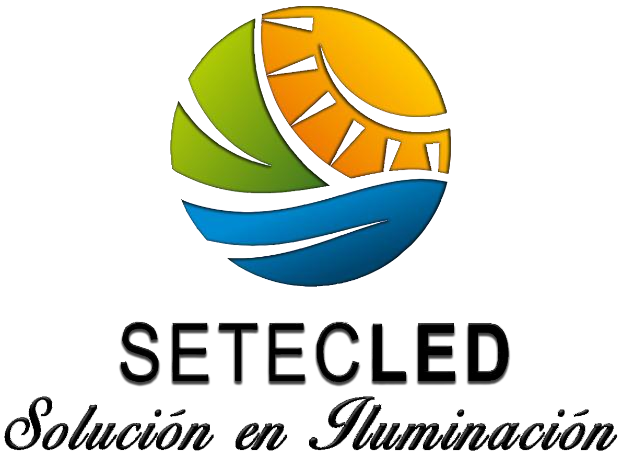 SETECLED
Solución en Iluminación